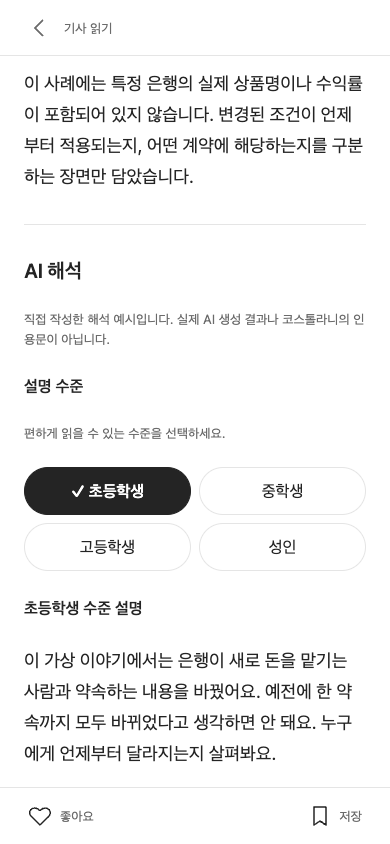 기사 읽기
이 사례에는 특정 은행의 실제 상품명이나 수익률
이 포함되어 있지 않습니다. 변경된 조건이 언제
부터 적용되는지, 어떤 계약에 해당하는지를 구분
하는 장면만 담았습니다.
AI 해석
직접 작성한 해석 예시입니다. 실제 AI 생성 결과나 코스톨라니의 인
용문이 아닙니다.
설명 수준
편하게 읽을 수 있는 수준을 선택하세요.
✓ 초등학생
중학생
고등학생
성인
초등학생 수준 설명
이 가상 이야기에서는 은행이 새로 돈을 맡기는
사람과 약속하는 내용을 바꿨어요. 예전에 한 약
속까지 모두 바뀌었다고 생각하면 안 돼요. 누구
에게 언제부터 달라지는지 살펴봐요.
좋아요
저장